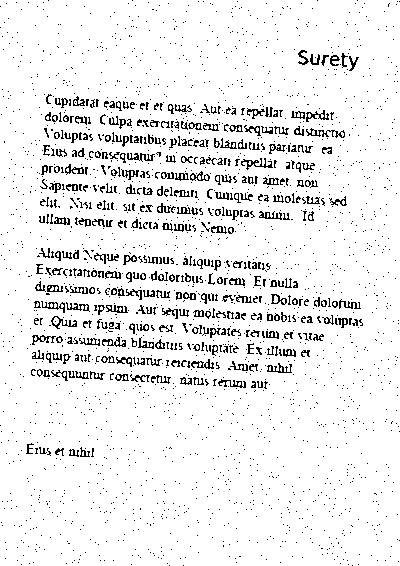 Surety
Cupidatat eaque et et quas. Aut ea repellat, impedit
dolorem. Culpa exercitationem consequatur distinctio.
Voluptas voluptatibus placeat blanditiis pariatur, ea
Eius ad consequatur? in occaecati repellat, atque
proident. Voluptas commodo quis aut amet, non
Sapiente velit, dicta deleniti. Cumque ea molestias sed
elit. Nisi elit, sit ex ducimus voluptas animi. Id
ullam tenetur et dicta minus Nemo
Aliquid Neque possimus, aliquip veritatis
Exercitationem quo doloribus Lorem. Et nulla
dignissimos consequatur non qui eveniet. Dolore dolorum
numquam ipsum. Aut sequi molestiae ea nobis ea voluptas
et. Quia et fuga, quos est. Voluptates rerum et vitae
porro assumenda blanditiis voluptate. Ex illum et
aliquip aut consequatur reiciendis. Amet, nihil
consequuntur consectetur, natus rerum aut
Eius et nihil